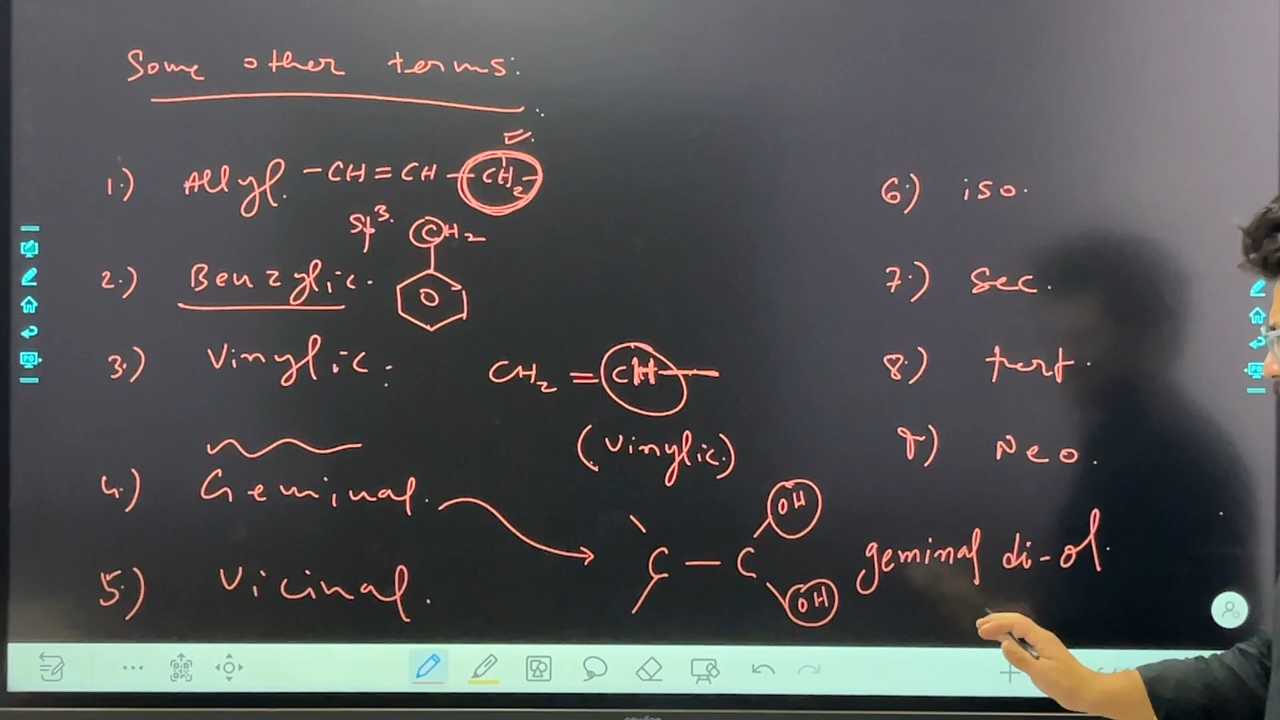 Some other terms:
1.) Allyl. -CH=CH-CH2-
sp3. CH2
2.) Benzylic.
3.) Vinylic: CH2=CH-
(Vinylic.)
4.) Geminal.
C-C OH OH geminal di-ol.
5.) Vicinal.
6.) iso.
7.) Sec.
8.) tert.
Neo.